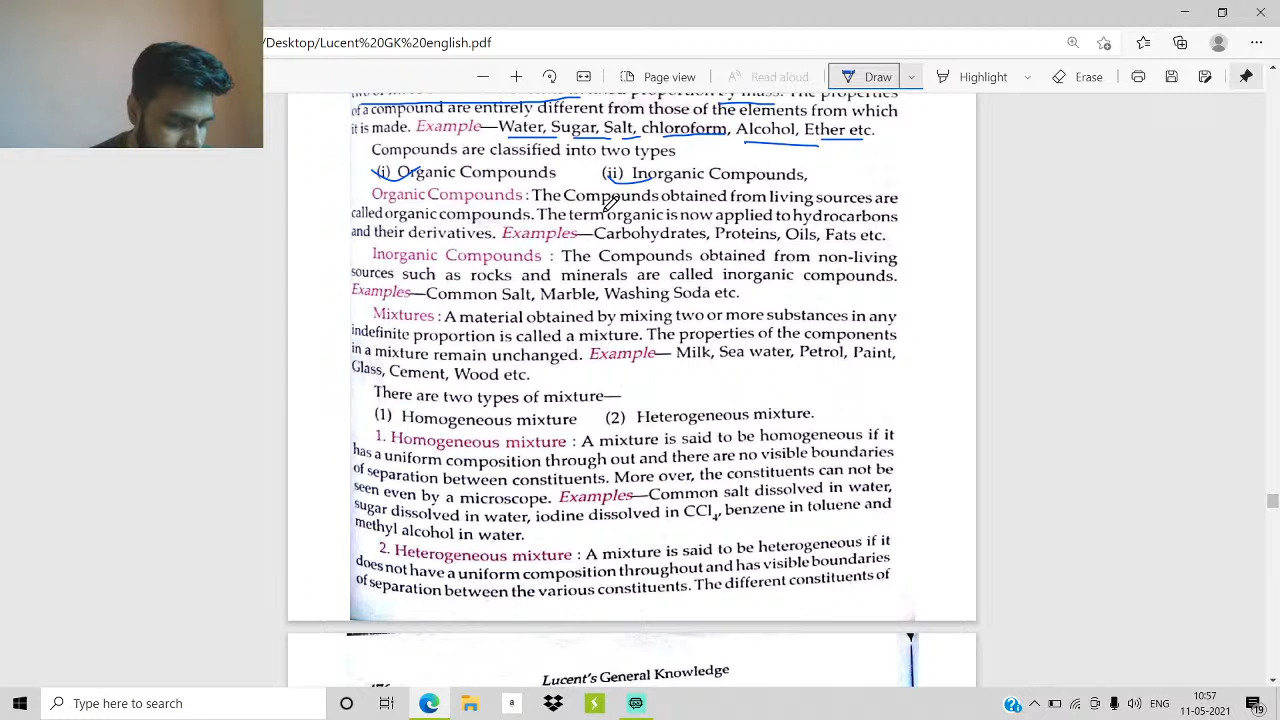 /Desktop/Lucent%20GK%20english.pdf
Page view
Read aloud
Draw
Highlight
Erase
of a compound are entirely different from those of the elements from which
it is made. Example—Water, Sugar, Salt, chloroform, Alcohol, Ether etc.
Compounds are classified into two types
(i) Organic Compounds (ii) Inorganic Compounds,
Organic Compounds : The Compounds obtained from living sources are
called organic compounds. The term organic is now applied to hydrocarbons
and their derivatives. Examples—Carbohydrates, Proteins, Oils, Fats etc.
Inorganic Compounds : The Compounds obtained from non-living
sources such as rocks and minerals are called inorganic compounds.
Examples—Common Salt, Marble, Washing Soda etc.
Mixtures : A material obtained by mixing two or more substances in any
indefinite proportion is called a mixture. The properties of the components
in a mixture remain unchanged. Example— Milk, Sea water, Petrol, Paint,
Glass, Cement, Wood etc.
There are two types of mixture—
(1) Homogeneous mixture (2) Heterogeneous mixture.
1. Homogeneous mixture : A mixture is said to be homogeneous if it
has a uniform composition through out and there are no visible boundaries
of separation between constituents. More over, the constituents can not be
seen even by a microscope. Examples—Common salt dissolved in water,
sugar dissolved in water, iodine dissolved in CCl₄, benzene in toluene and
methyl alcohol in water.
2. Heterogeneous mixture : A mixture is said to be heterogeneous if it
does not have a uniform composition throughout and has visible boundaries
of separation between the various constituents. The different constituents of
Lucent's General Knowledge
Type here to search
ENG
10:57
11-05-2021